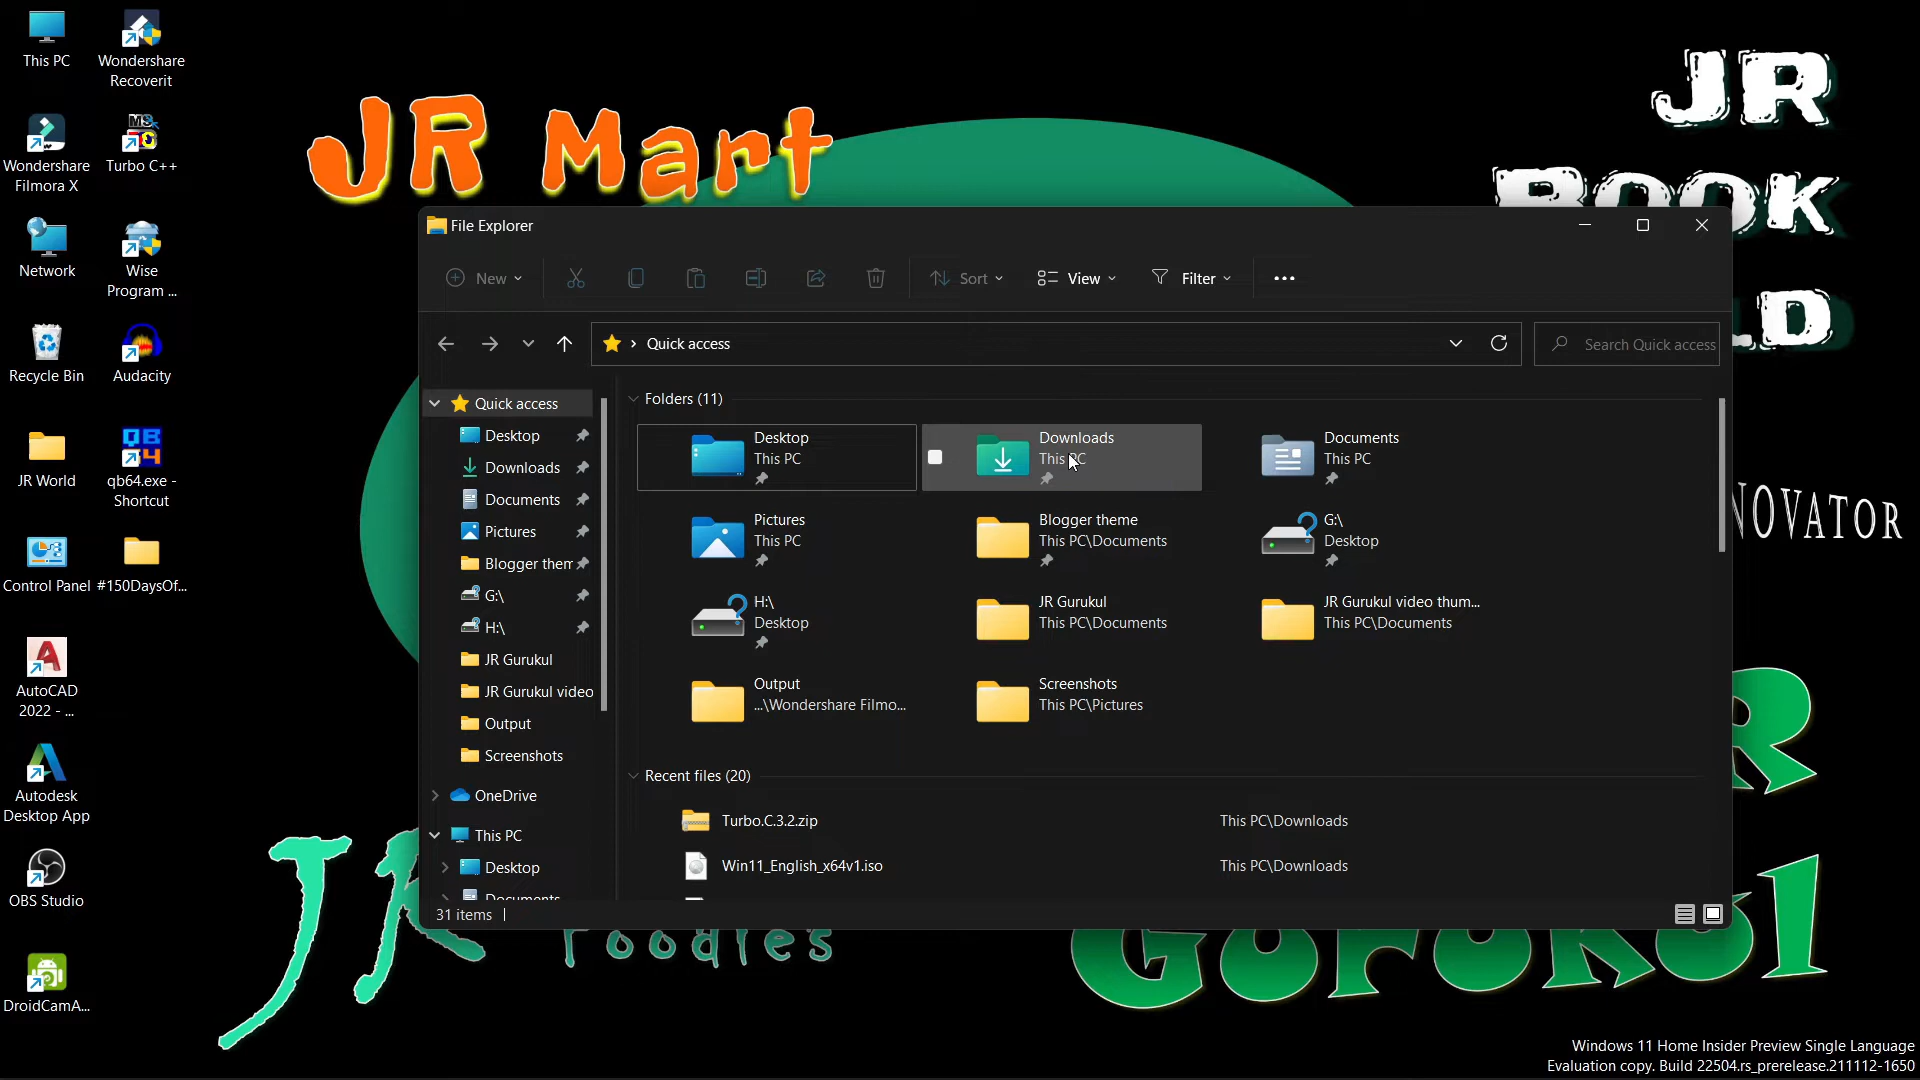 This PC
Wondershare
Recoverit
Wondershare
Filmora X
Turbo C++
Network
Wise
Program ...
Recycle Bin
Audacity
JR World
qb64.exe -
Shortcut
Control Panel
#150DaysOf...
AutoCAD
2022 - ...
Autodesk
Desktop App
OBS Studio
DroidCamA...
JR Mart
JR
BOOK
JR
Foodies
File Explorer
New
Sort
View
Filter
Quick access
Search Quick access
Quick access
Desktop
Downloads
Documents
Pictures
Blogger them
G:\
H:\
JR Gurukul
JR Gurukul video
Output
Screenshots
OneDrive
This PC
Desktop
Documents
Folders (11)
Desktop
This PC
Downloads
This PC
Documents
This PC
Pictures
This PC
Blogger theme
This PC\Documents
G:\
Desktop
H:\
Desktop
JR Gurukul
This PC\Documents
JR Gurukul video thum...
This PC\Documents
Output
...\Wondershare Filmo...
Screenshots
This PC\Pictures
Recent files (20)
Turbo.C.3.2.zip
This PC\Downloads
Win11_English_x64v1.iso
This PC\Downloads
31 items
Windows 11 Home Insider Preview Single Language
Evaluation copy. Build 22504.rs_prerelease.211112-1650